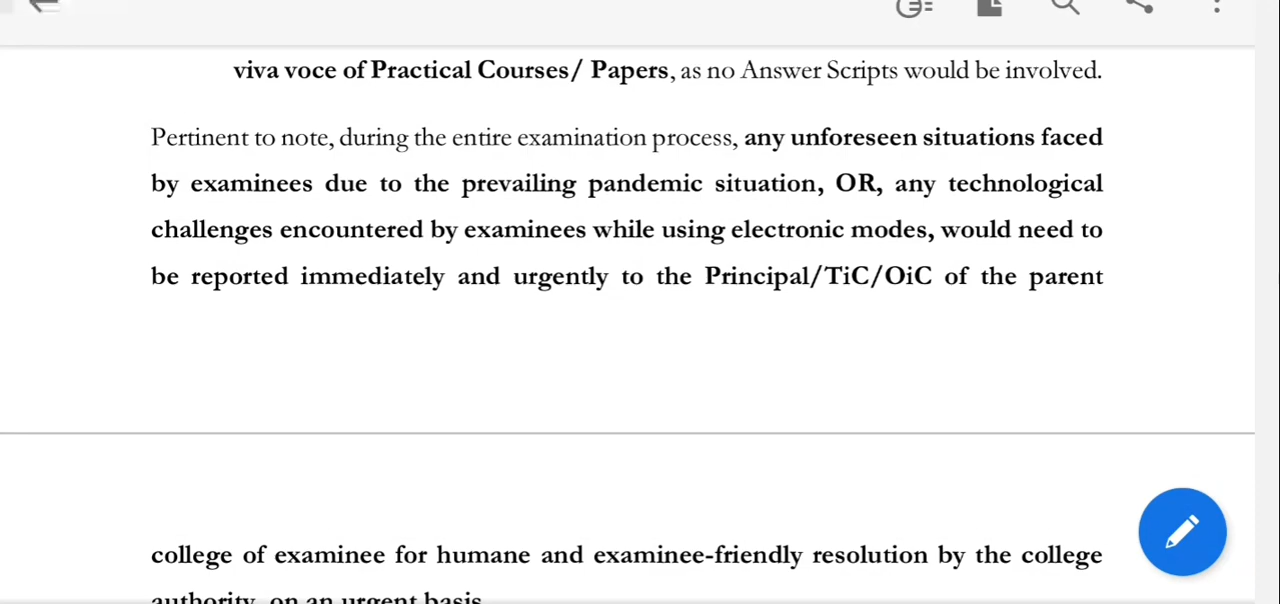 viva voce of Practical Courses/ Papers, as no Answer Scripts would be involved.
Pertinent to note, during the entire examination process, any unforeseen situations faced
by examinees due to the prevailing pandemic situation, OR, any technological
challenges encountered by examinees while using electronic modes, would need to
be reported immediately and urgently to the Principal/TiC/OiC of the parent
college of examinee for humane and examinee-friendly resolution by the college
authority, on an urgent basis.